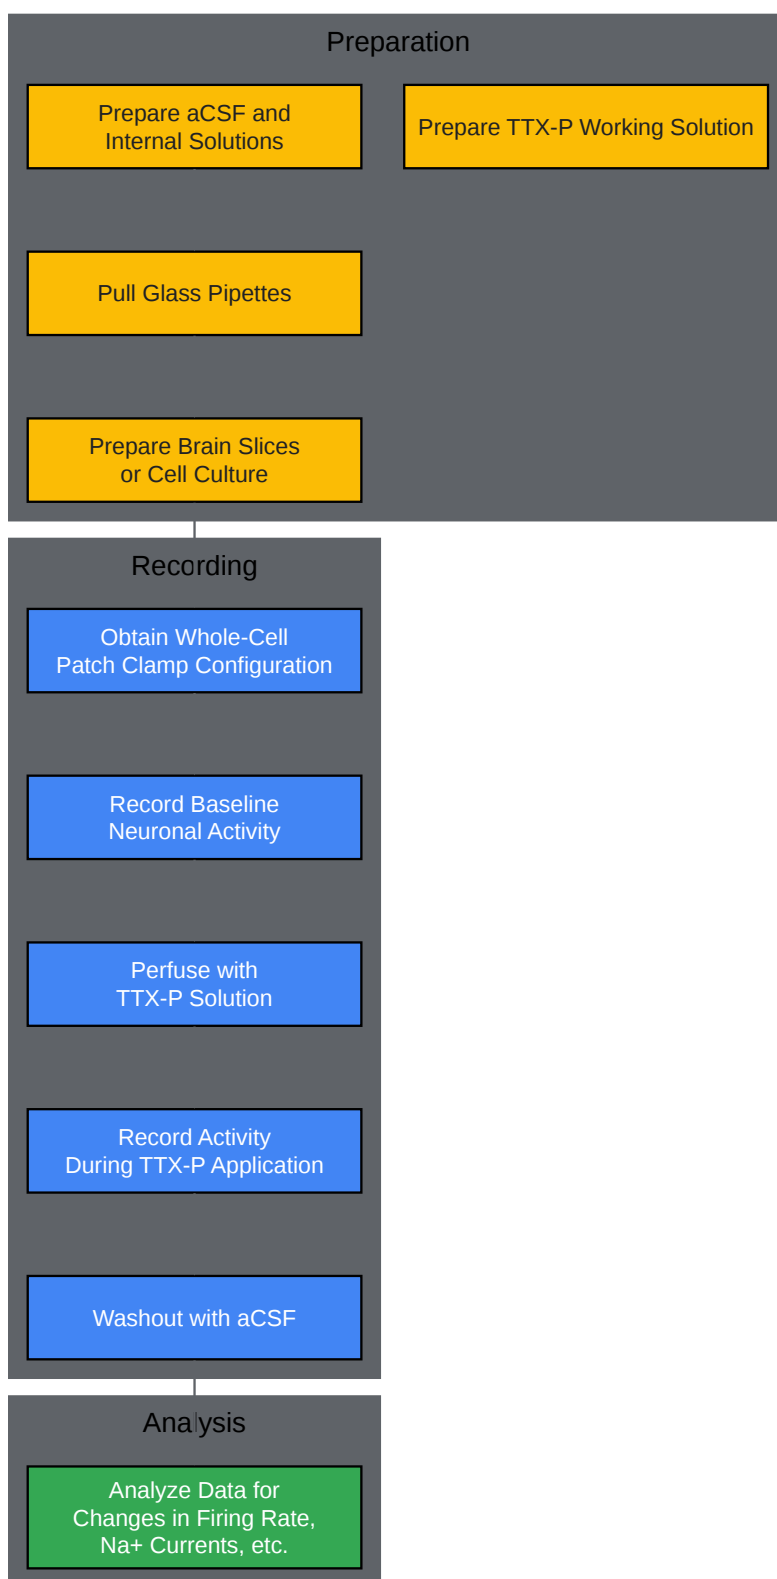 Preparation
Prepare aCSF and
Internal Solutions
Prepare TTX-P Working Solution
Pull Glass Pipettes
Prepare Brain Slices
or Cell Culture
Recording
Obtain Whole-Cell
Patch Clamp Configuration
Record Baseline
Neuronal Activity
Perfuse with
TTX-P Solution
Record Activity
During TTX-P Application
Washout with aCSF
Analysis
Analyze Data for
Changes in Firing Rate,
Na+ Currents, etc.